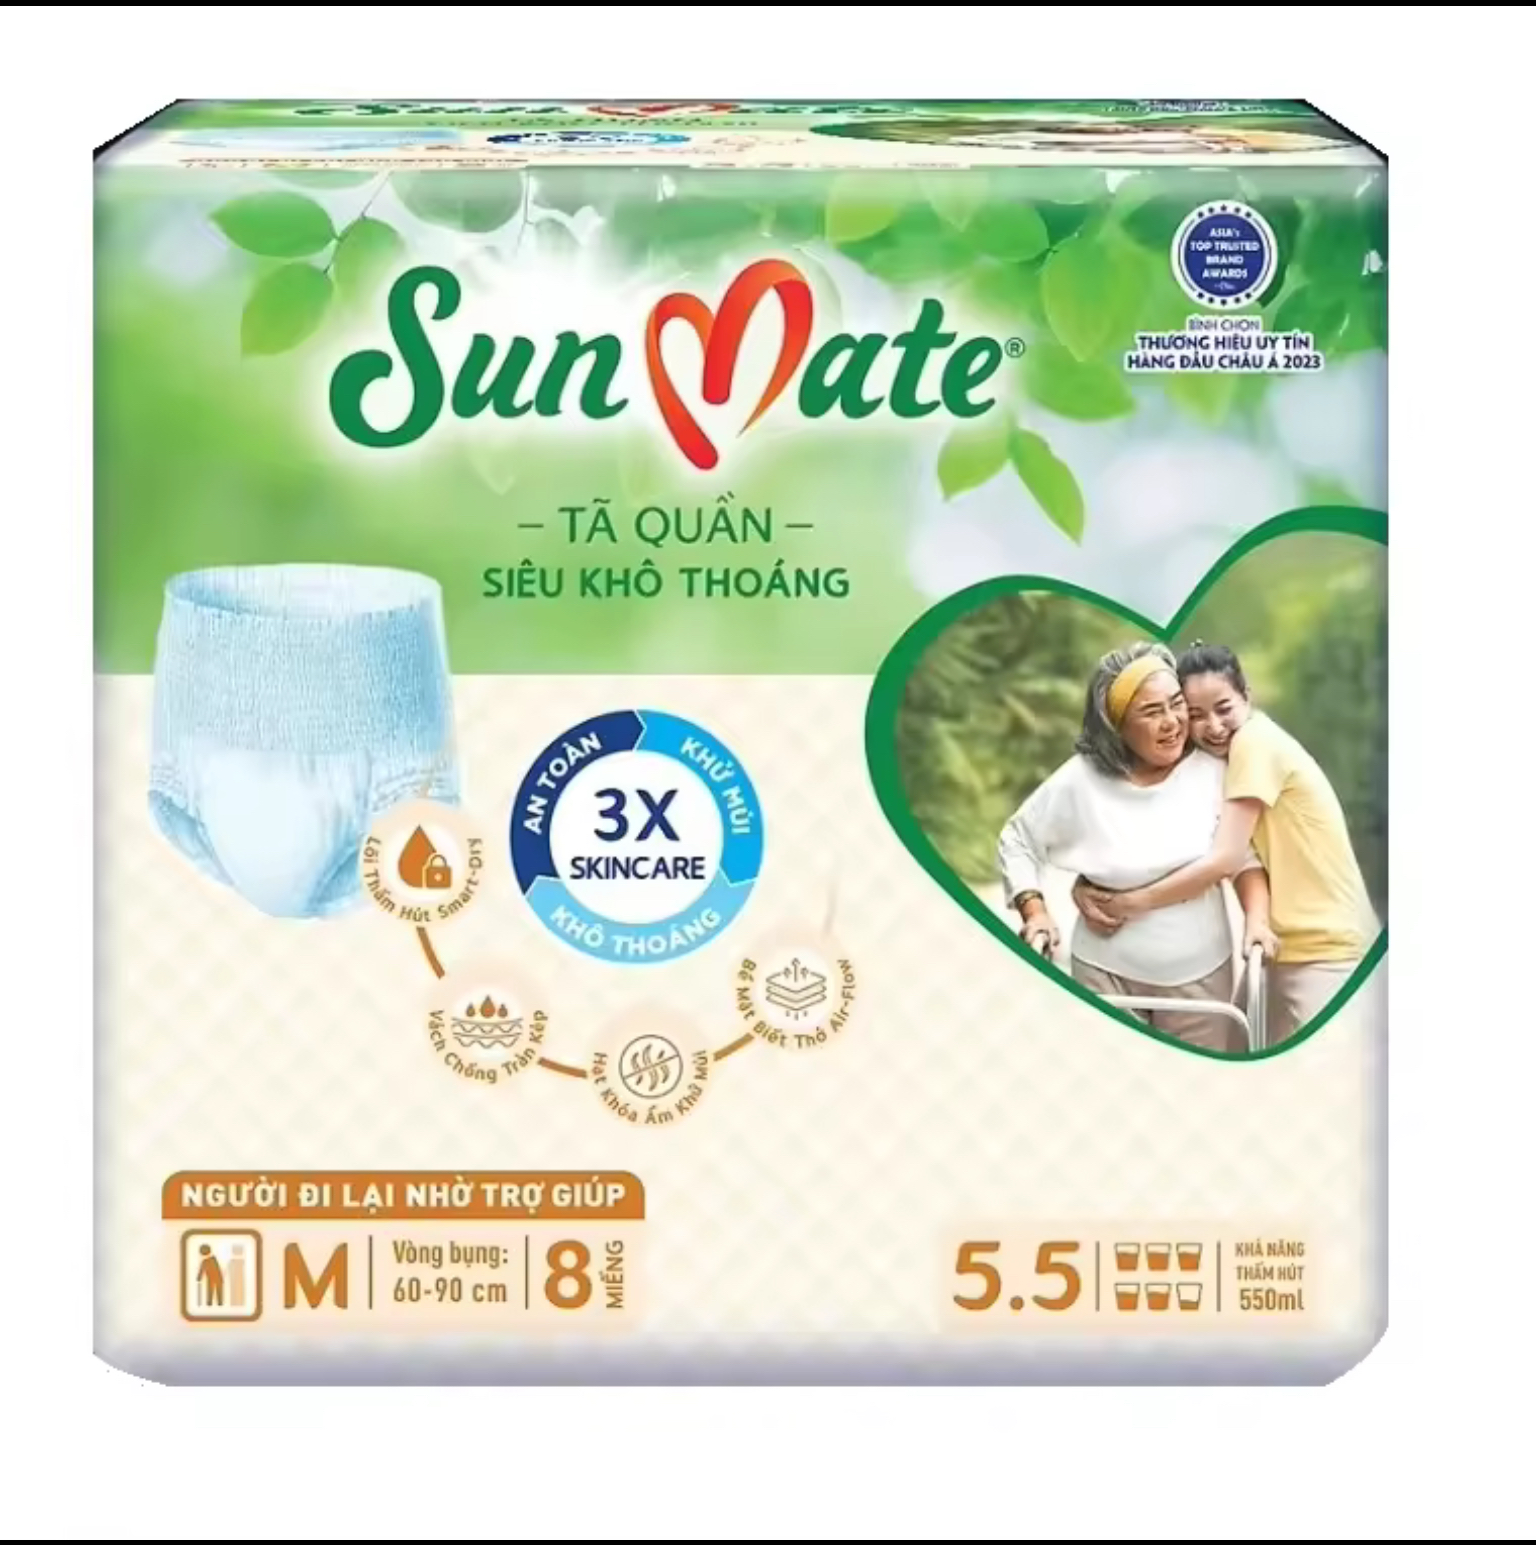 SunMate®
ASIA's
TOP TRUSTED
BRAND
AWARDS
BÌNH CHỌN
THƯƠNG HIỆU UY TÍN
HÀNG ĐẦU CHÂU Á 2023
– TÃ QUẦN –
SIÊU KHÔ THOÁNG
AN TOÀN
KHỬ MÙI
KHÔ THOÁNG
3X
SKINCARE
Lõi Thấm Hút Smart-Dry
Vách Chống Tràn Kép
Hạt Khóa Ẩm Khử Mùi
Bề Mặt Biết Thở Air-Flow
NGƯỜI ĐI LẠI NHỜ TRỢ GIÚP
M
Vòng bụng:
60-90 cm
8
MIẾNG
5.5
KHẢ NĂNG
THẤM HÚT
550ml